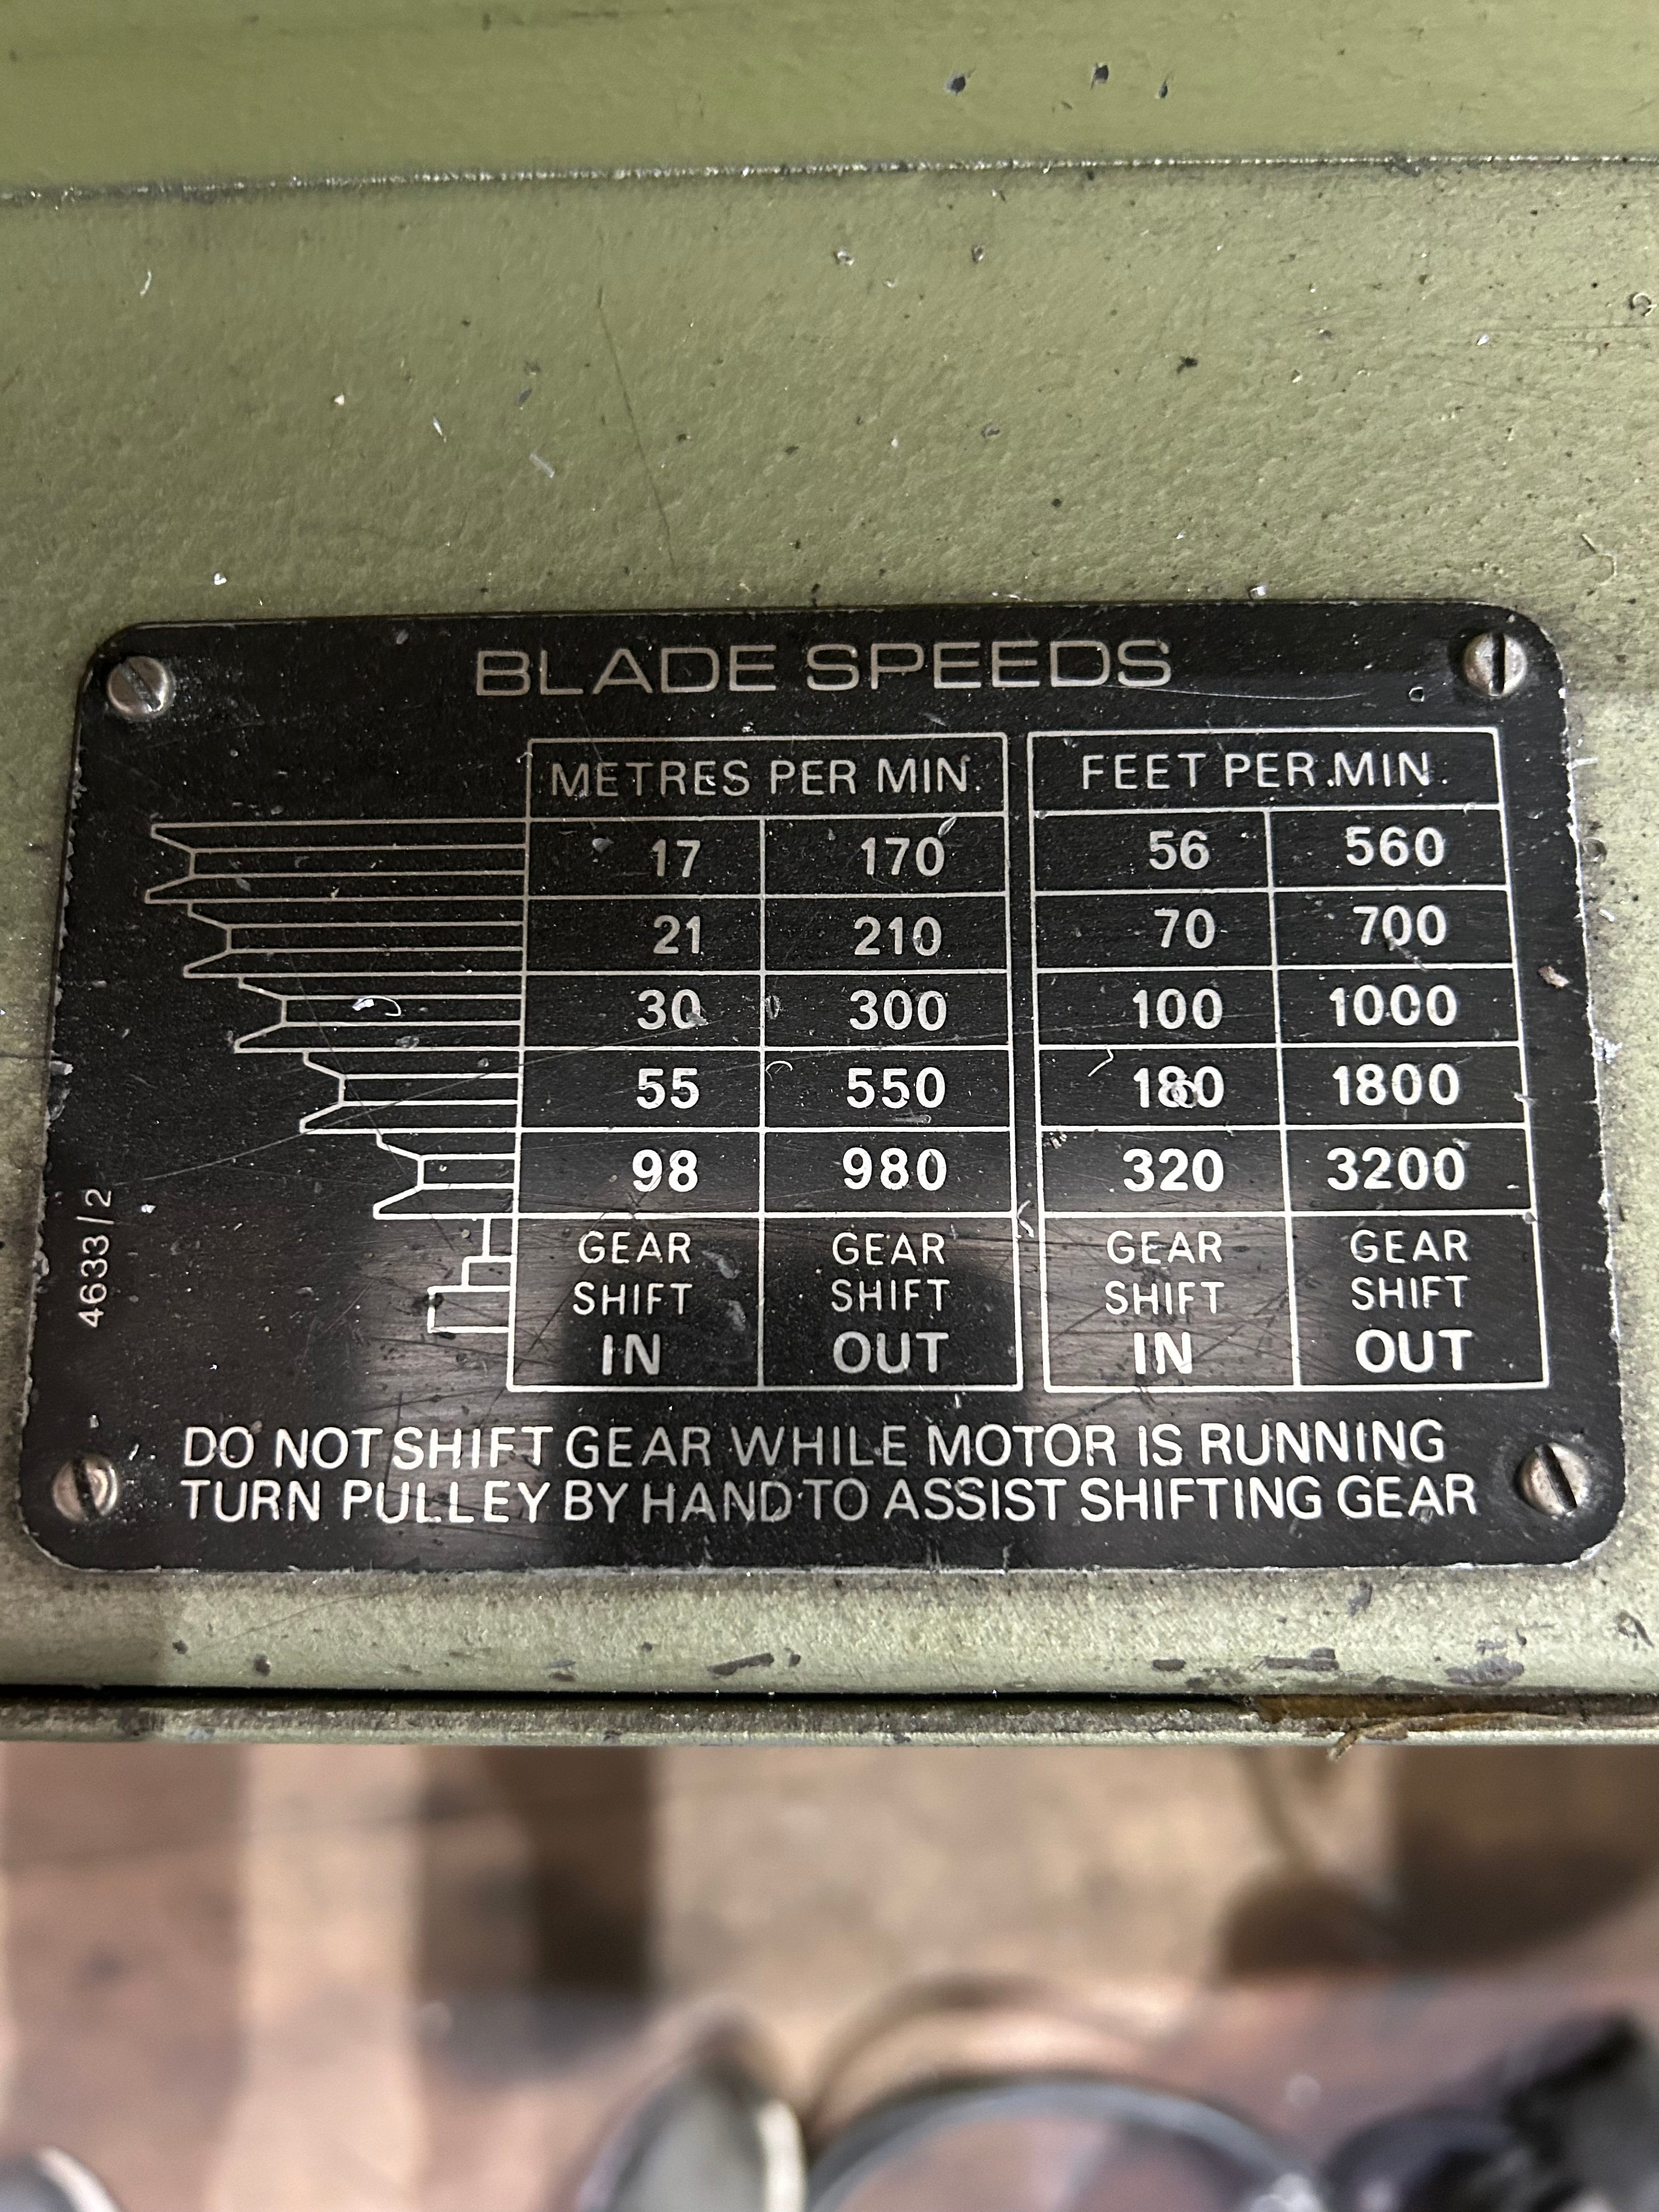 BLADE SPEEDS
METRES PER MIN. FEET PER.MIN.
17 170 56 560
21 210 70 700
30 300 100 1000
55 550 180 1800
98 980 320 3200
GEAR GEAR GEAR GEAR
SHIFT SHIFT SHIFT SHIFT
IN OUT IN OUT
4633/2
DO NOT SHIFT GEAR WHILE MOTOR IS RUNNING
TURN PULLEY BY HAND TO ASSIST SHIFTING GEAR